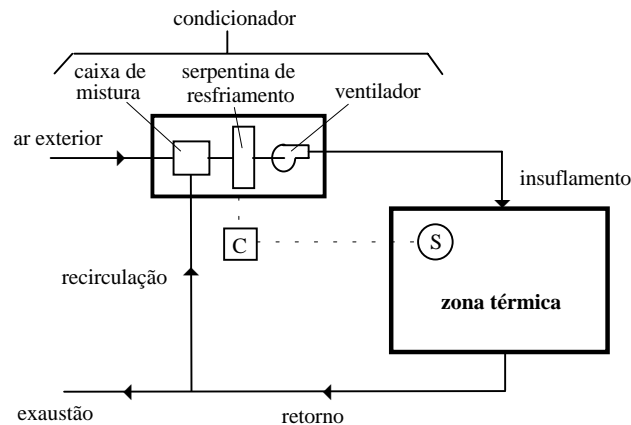 condicionador
caixa de
mistura
serpentina de
resfriamento
ventilador
ar exterior
insuflamento
C
S
recirculação
zona térmica
exaustão
retorno